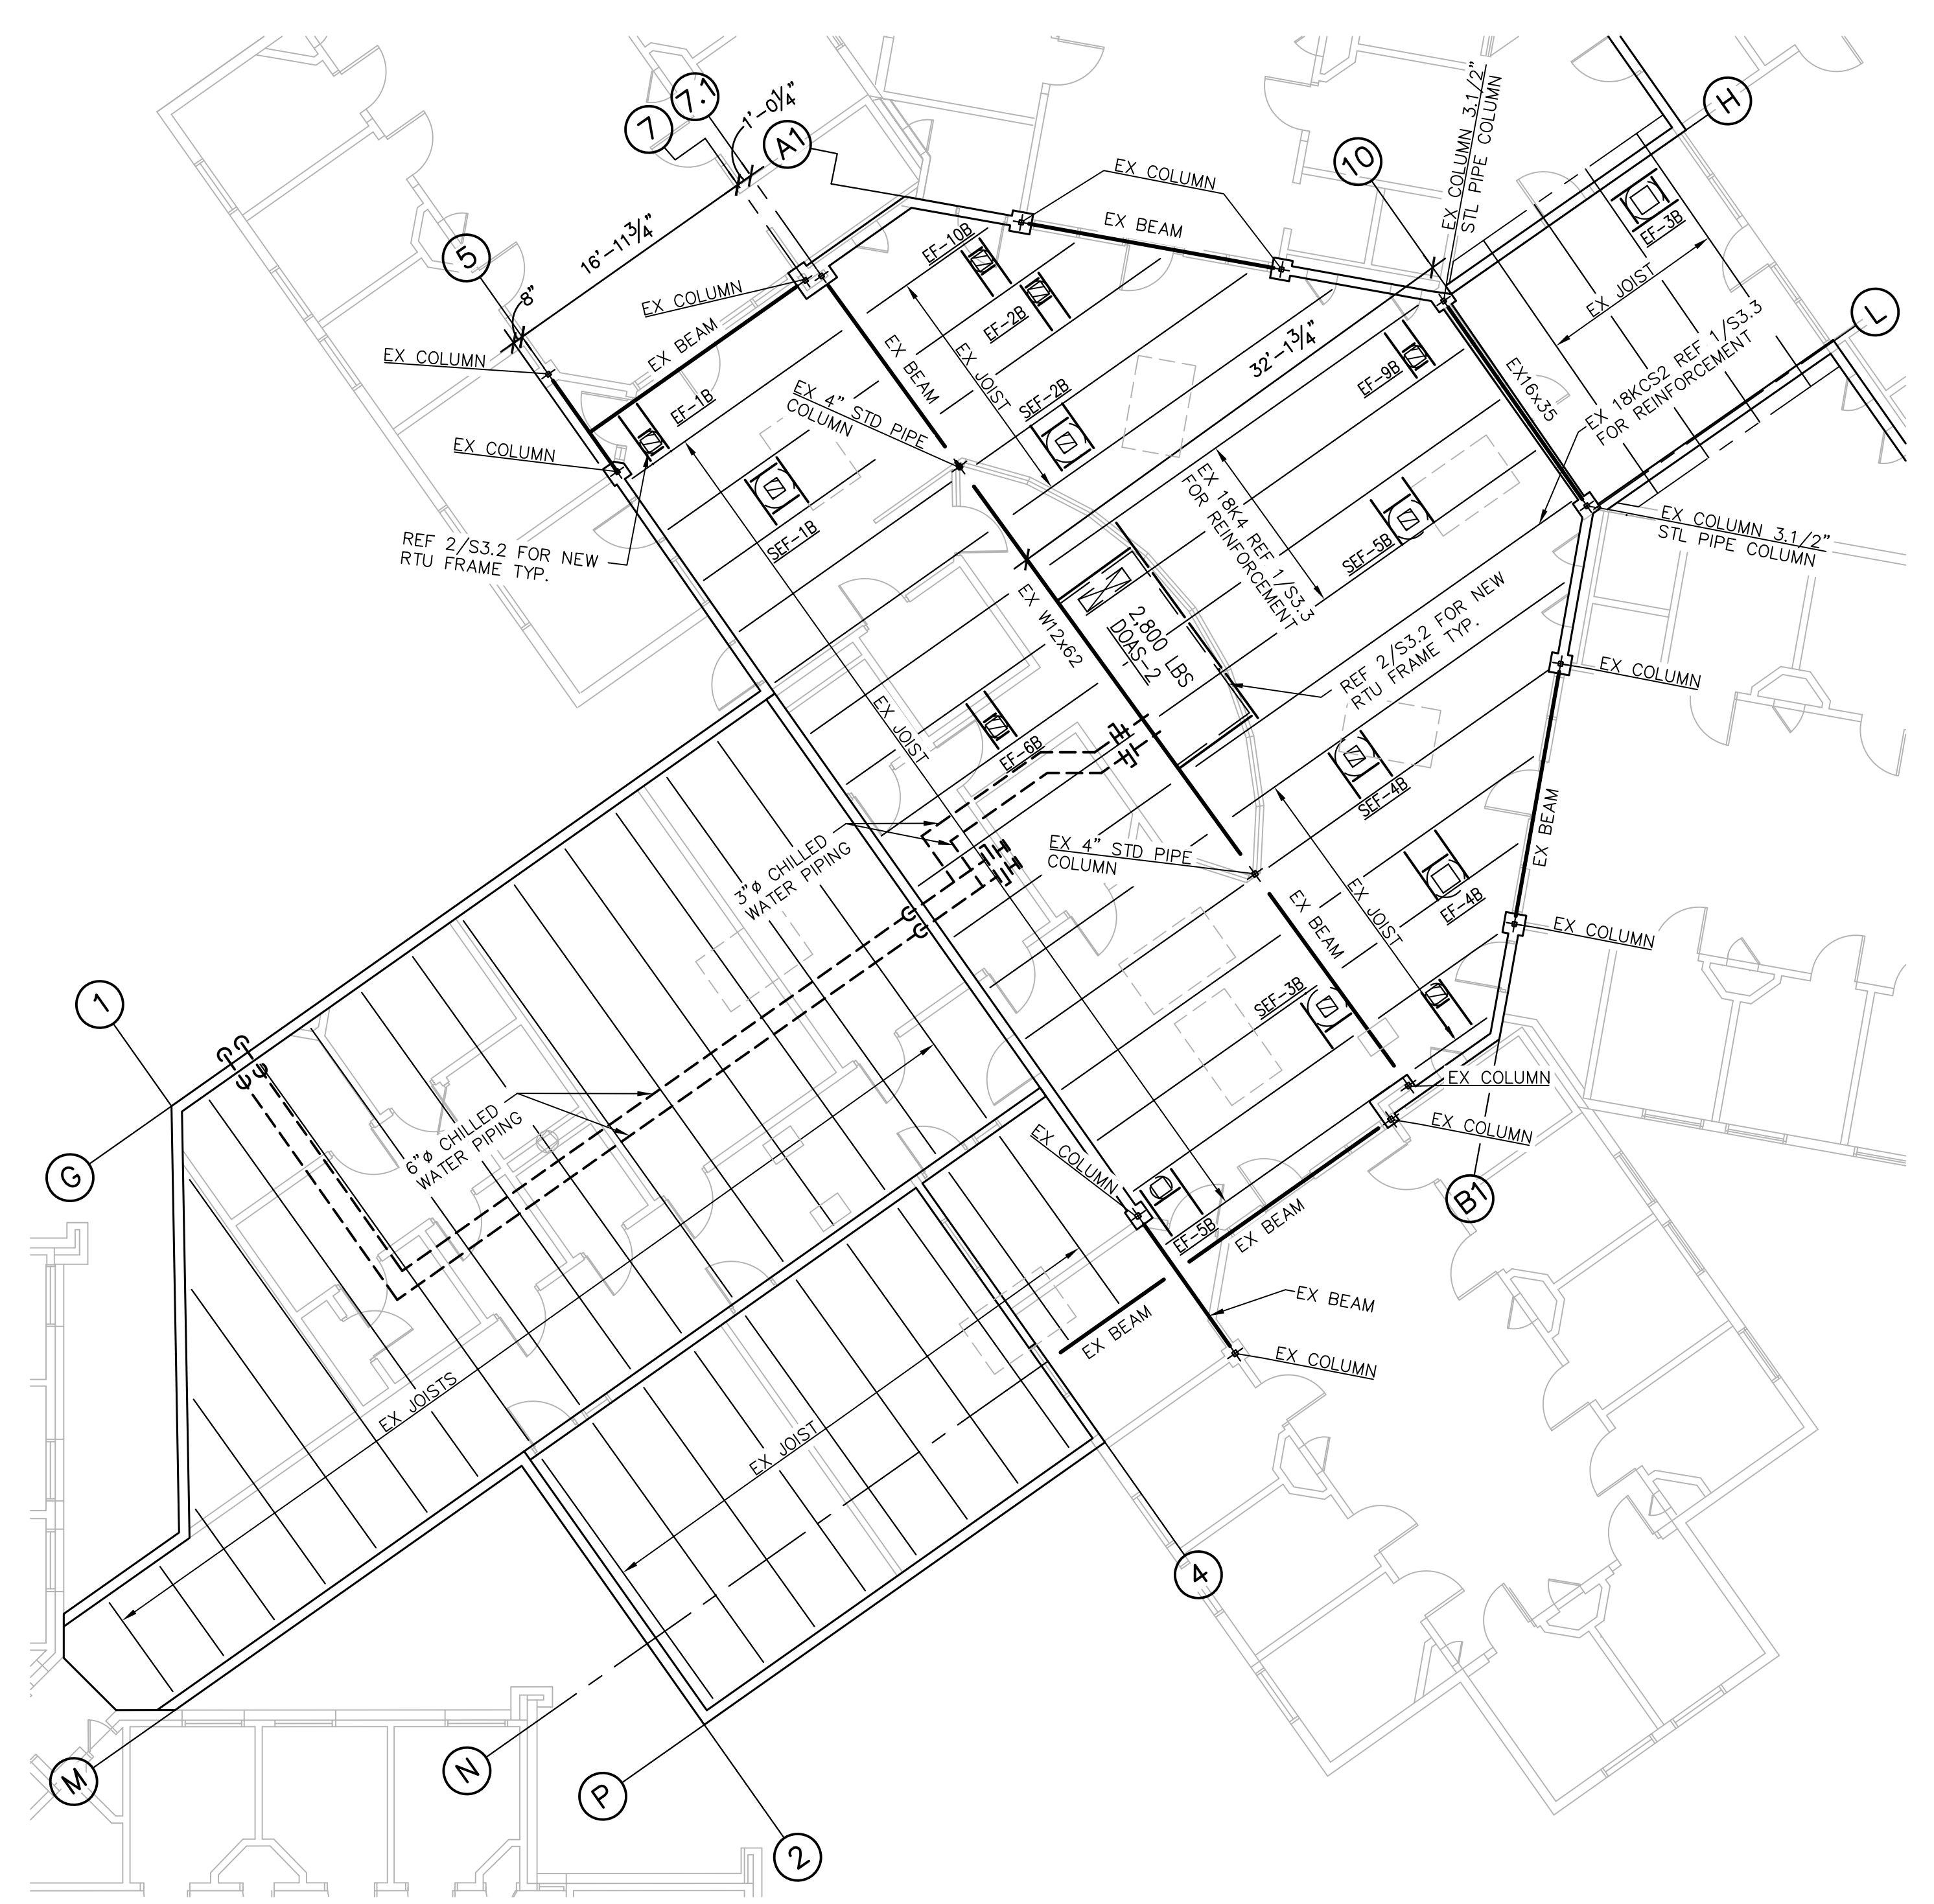 7
7.1
1'-0¼"
A1
5
16'-11¾"
8"
10
H
L
EX COLUMN 3.1/2"
STL PIPE COLUMN
EX COLUMN
EX BEAM
EF-3B
EX JOIST
EX 18KCS2 REF 1/S3.3
FOR REINFORCEMENT
EX16x35
EF-10B
EF-2B
EX COLUMN
EX BEAM
EX COLUMN
EX BEAM
EX JOIST
32'-1¾"
EF-9B
EF-1B
SEF-2B
EX 4" STD PIPE
COLUMN
EX COLUMN
SEF-1B
REF 2/S3.2 FOR NEW
RTU FRAME TYP.
EX 18K4 REF 1/S3.3
FOR REINFORCEMENT
SEF-5B
EX COLUMN 3.1/2"
STL PIPE COLUMN
EX W12x62
2,800 LBS
DOAS-2
REF 2/S3.2 FOR NEW
RTU FRAME TYP.
EX COLUMN
EX JOIST
EF-6B
SEF-4B
EX BEAM
3"ø CHILLED
WATER PIPING
EX 4" STD PIPE
COLUMN
EX BEAM
EX JOIST
EF-4B
EX COLUMN
SEF-3B
1
G
6"ø CHILLED
WATER PIPING
EX COLUMN
EX COLUMN
EX COLUMN
B1
EF-5B
EX BEAM
EX BEAM
EX BEAM
EX COLUMN
EX JOISTS
EX JOIST
4
M
N
P
2